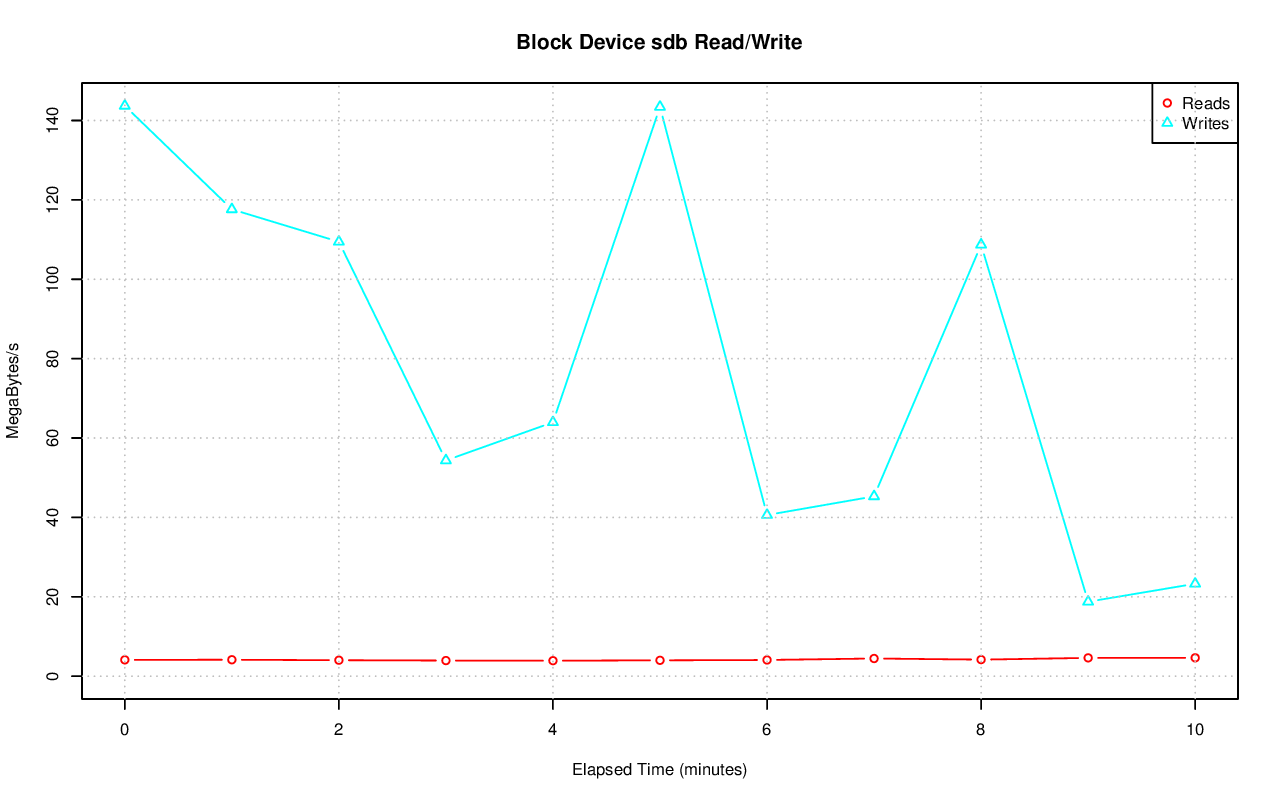 Block Device sdb Read/Write
Reads
Writes
MegaBytes/s
140
120
100
80
60
40
20
0
0 2 4 6 8 10
Elapsed Time (minutes)